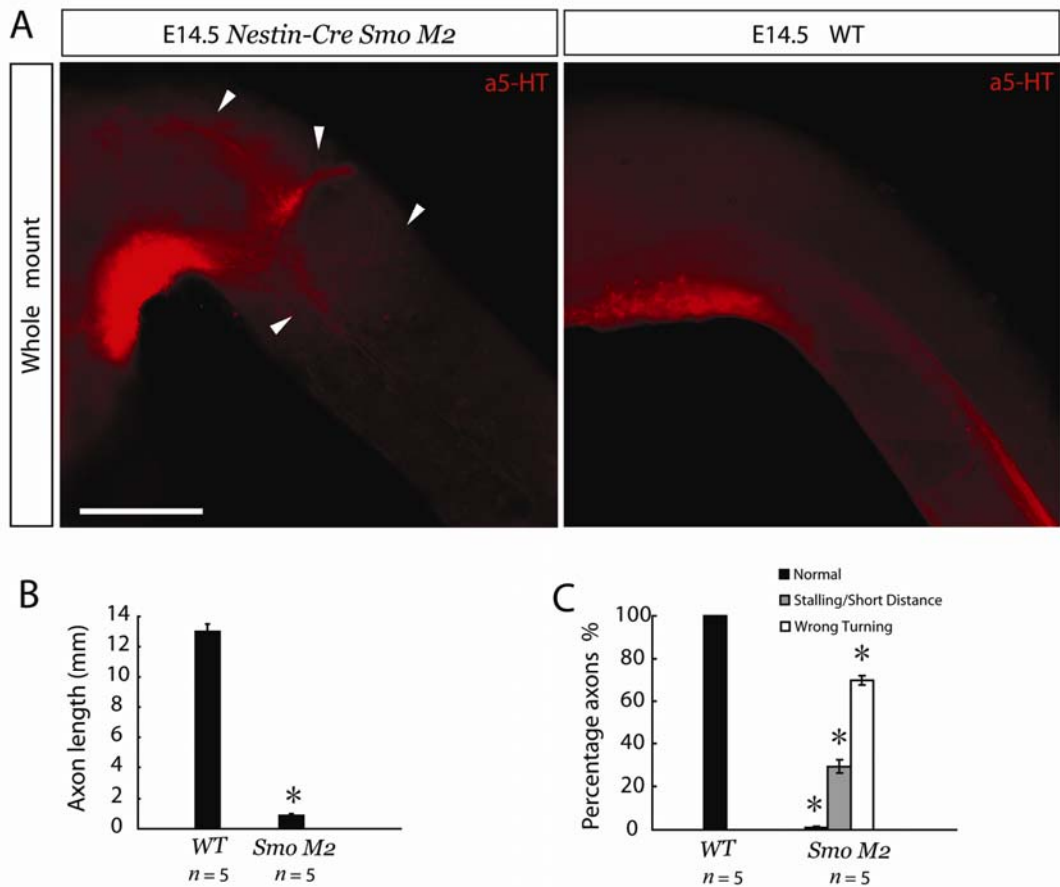 A
E14.5 Nestin-Cre Smo M2
E14.5 WT
Whole mount
a5-HT
a5-HT
B
Axon length (mm)
14
12
10
8
6
4
2
0
*
WT
Smo M2
n = 5
n = 5
C
Normal
Stalling/Short Distance
Wrong Turning
Percentage axons %
100
80
60
40
20
0
*
*
*
WT
Smo M2
n = 5
n = 5